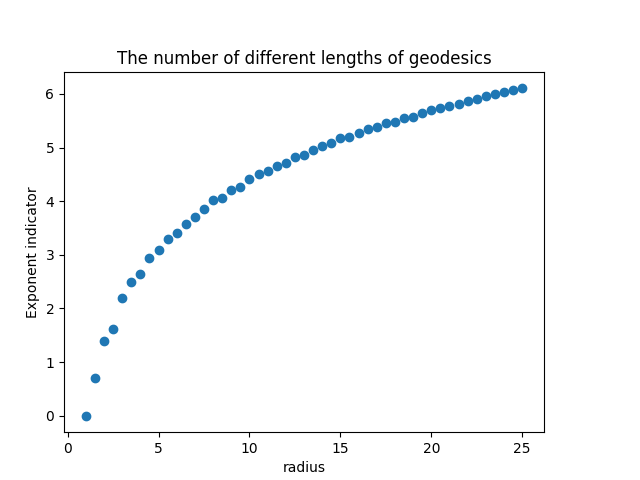 The number of different lengths of geodesics
6
5
4
3
2
1
0
Exponent indicator
0 5 10 15 20 25
radius